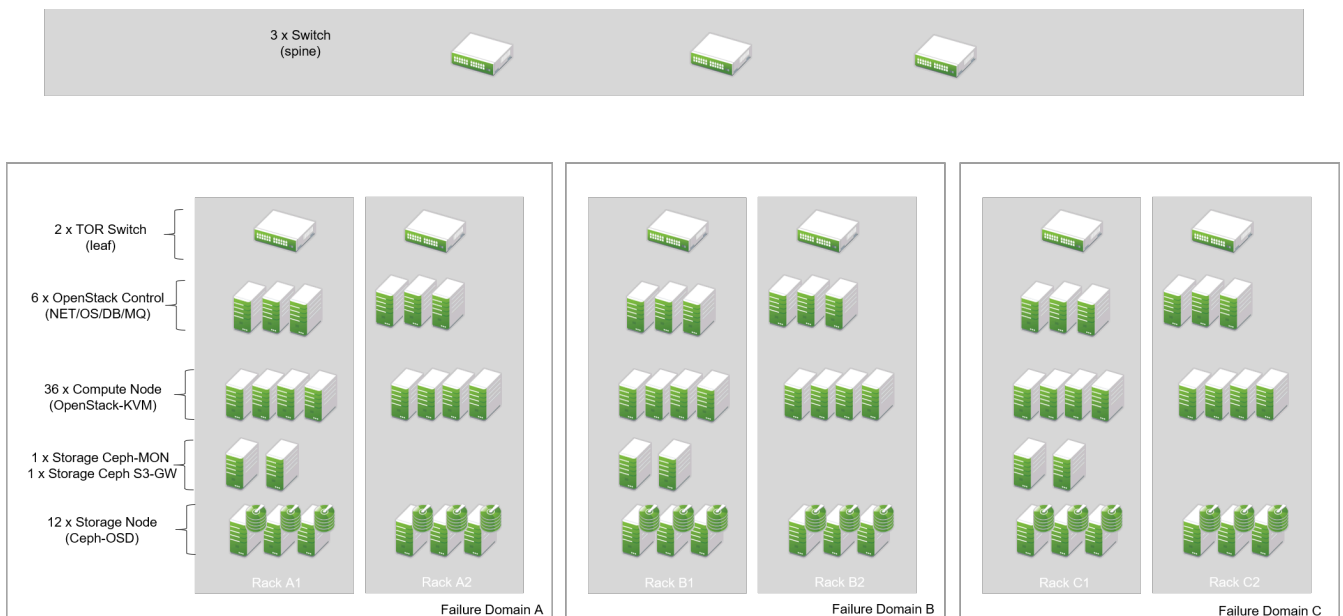 3 x Switch
(spine)
2 x TOR Switch
(leaf)
6 x OpenStack Control
(NET/OS/DB/MQ)
36 x Compute Node
(OpenStack-KVM)
1 x Storage Ceph-MON
1 x Storage Ceph S3-GW
12 x Storage Node
(Ceph-OSD)
Rack A1
Rack A2
Rack B1
Rack B2
Rack C1
Rack C2
Failure Domain A
Failure Domain B
Failure Domain C